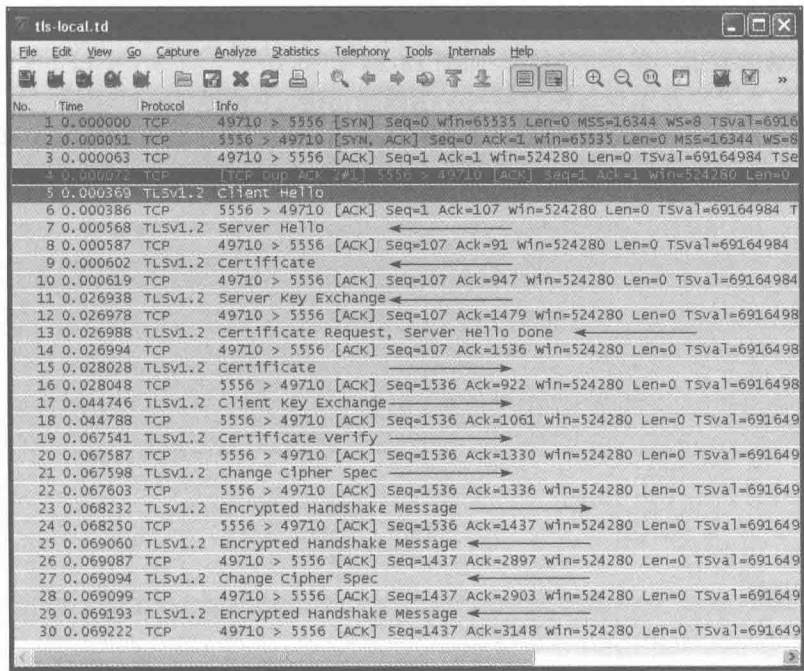 tls-local.td
File Edit View Go Capture Analyze Statistics Telephony Tools Internals Help
No. Time Protocol Info
1 0.000000 TCP 49710 > 5556 [SYN] Seq=0 Win=65535 Len=0 MSS=16344 WS=8 TSval=6916
2 0.000051 TCP 5556 > 49710 [SYN, ACK] Seq=0 Ack=1 Win=65535 Len=0 MSS=16344 WS=8
3 0.000063 TCP 49710 > 5556 [ACK] Seq=1 Ack=1 Win=524280 Len=0 TSval=69164984 TSe
4 0.000072 TCP [TCP Dup ACK 2#1] 5556 > 49710 [ACK] Seq=1 Ack=1 Win=524280 Len=0
5 0.000369 TLSv1.2 Client Hello
6 0.000386 TCP 5556 > 49710 [ACK] Seq=1 Ack=107 Win=524280 Len=0 TSval=69164984 T
7 0.000568 TLSv1.2 Server Hello
8 0.000587 TCP 49710 > 5556 [ACK] Seq=107 Ack=91 Win=524280 Len=0 TSval=69164984
9 0.000602 TLSv1.2 Certificate
10 0.000619 TCP 49710 > 5556 [ACK] Seq=107 Ack=947 Win=524280 Len=0 TSval=69164984
11 0.026938 TLSv1.2 Server Key Exchange
12 0.026978 TCP 49710 > 5556 [ACK] Seq=107 Ack=1479 Win=524280 Len=0 TSval=6916498
13 0.026988 TLSv1.2 Certificate Request, Server Hello Done
14 0.026994 TCP 49710 > 5556 [ACK] Seq=107 Ack=1536 Win=524280 Len=0 TSval=6916498
15 0.028028 TLSv1.2 Certificate
16 0.028048 TCP 5556 > 49710 [ACK] Seq=1536 Ack=922 Win=524280 Len=0 TSval=6916498
17 0.044746 TLSv1.2 Client Key Exchange
18 0.044788 TCP 5556 > 49710 [ACK] Seq=1536 Ack=1061 Win=524280 Len=0 TSval=691649
19 0.067541 TLSv1.2 Certificate Verify
20 0.067587 TCP 5556 > 49710 [ACK] Seq=1536 Ack=1330 Win=524280 Len=0 TSval=691649
21 0.067598 TLSv1.2 Change Cipher Spec
22 0.067603 TCP 5556 > 49710 [ACK] Seq=1536 Ack=1336 Win=524280 Len=0 TSval=691649
23 0.068232 TLSv1.2 Encrypted Handshake Message
24 0.068250 TCP 5556 > 49710 [ACK] Seq=1536 Ack=1437 Win=524280 Len=0 TSval=691649
25 0.069060 TLSv1.2 Encrypted Handshake Message
26 0.069087 TCP 49710 > 5556 [ACK] Seq=1437 Ack=2897 Win=524280 Len=0 TSval=691649
27 0.069094 TLSv1.2 Change Cipher Spec
28 0.069099 TCP 49710 > 5556 [ACK] Seq=1437 Ack=2903 Win=524280 Len=0 TSval=691649
29 0.069193 TLSv1.2 Encrypted Handshake Message
30 0.069222 TCP 49710 > 5556 [ACK] Seq=1437 Ack=3148 Win=524280 Len=0 TSval=691649